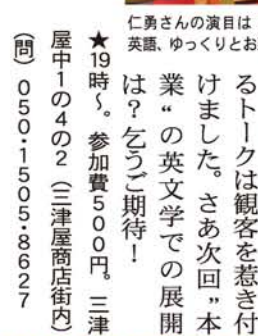 仁勇さんの演目は
英語、ゆっくりとお
るトークは観客を惹き付
けました。さあ次回〝本
業〟の英文学での展開
は？乞うご期待！
★19時〜。参加費500円。三津
屋中1の4の2（三津屋商店街内）
（問）050・1505・8627